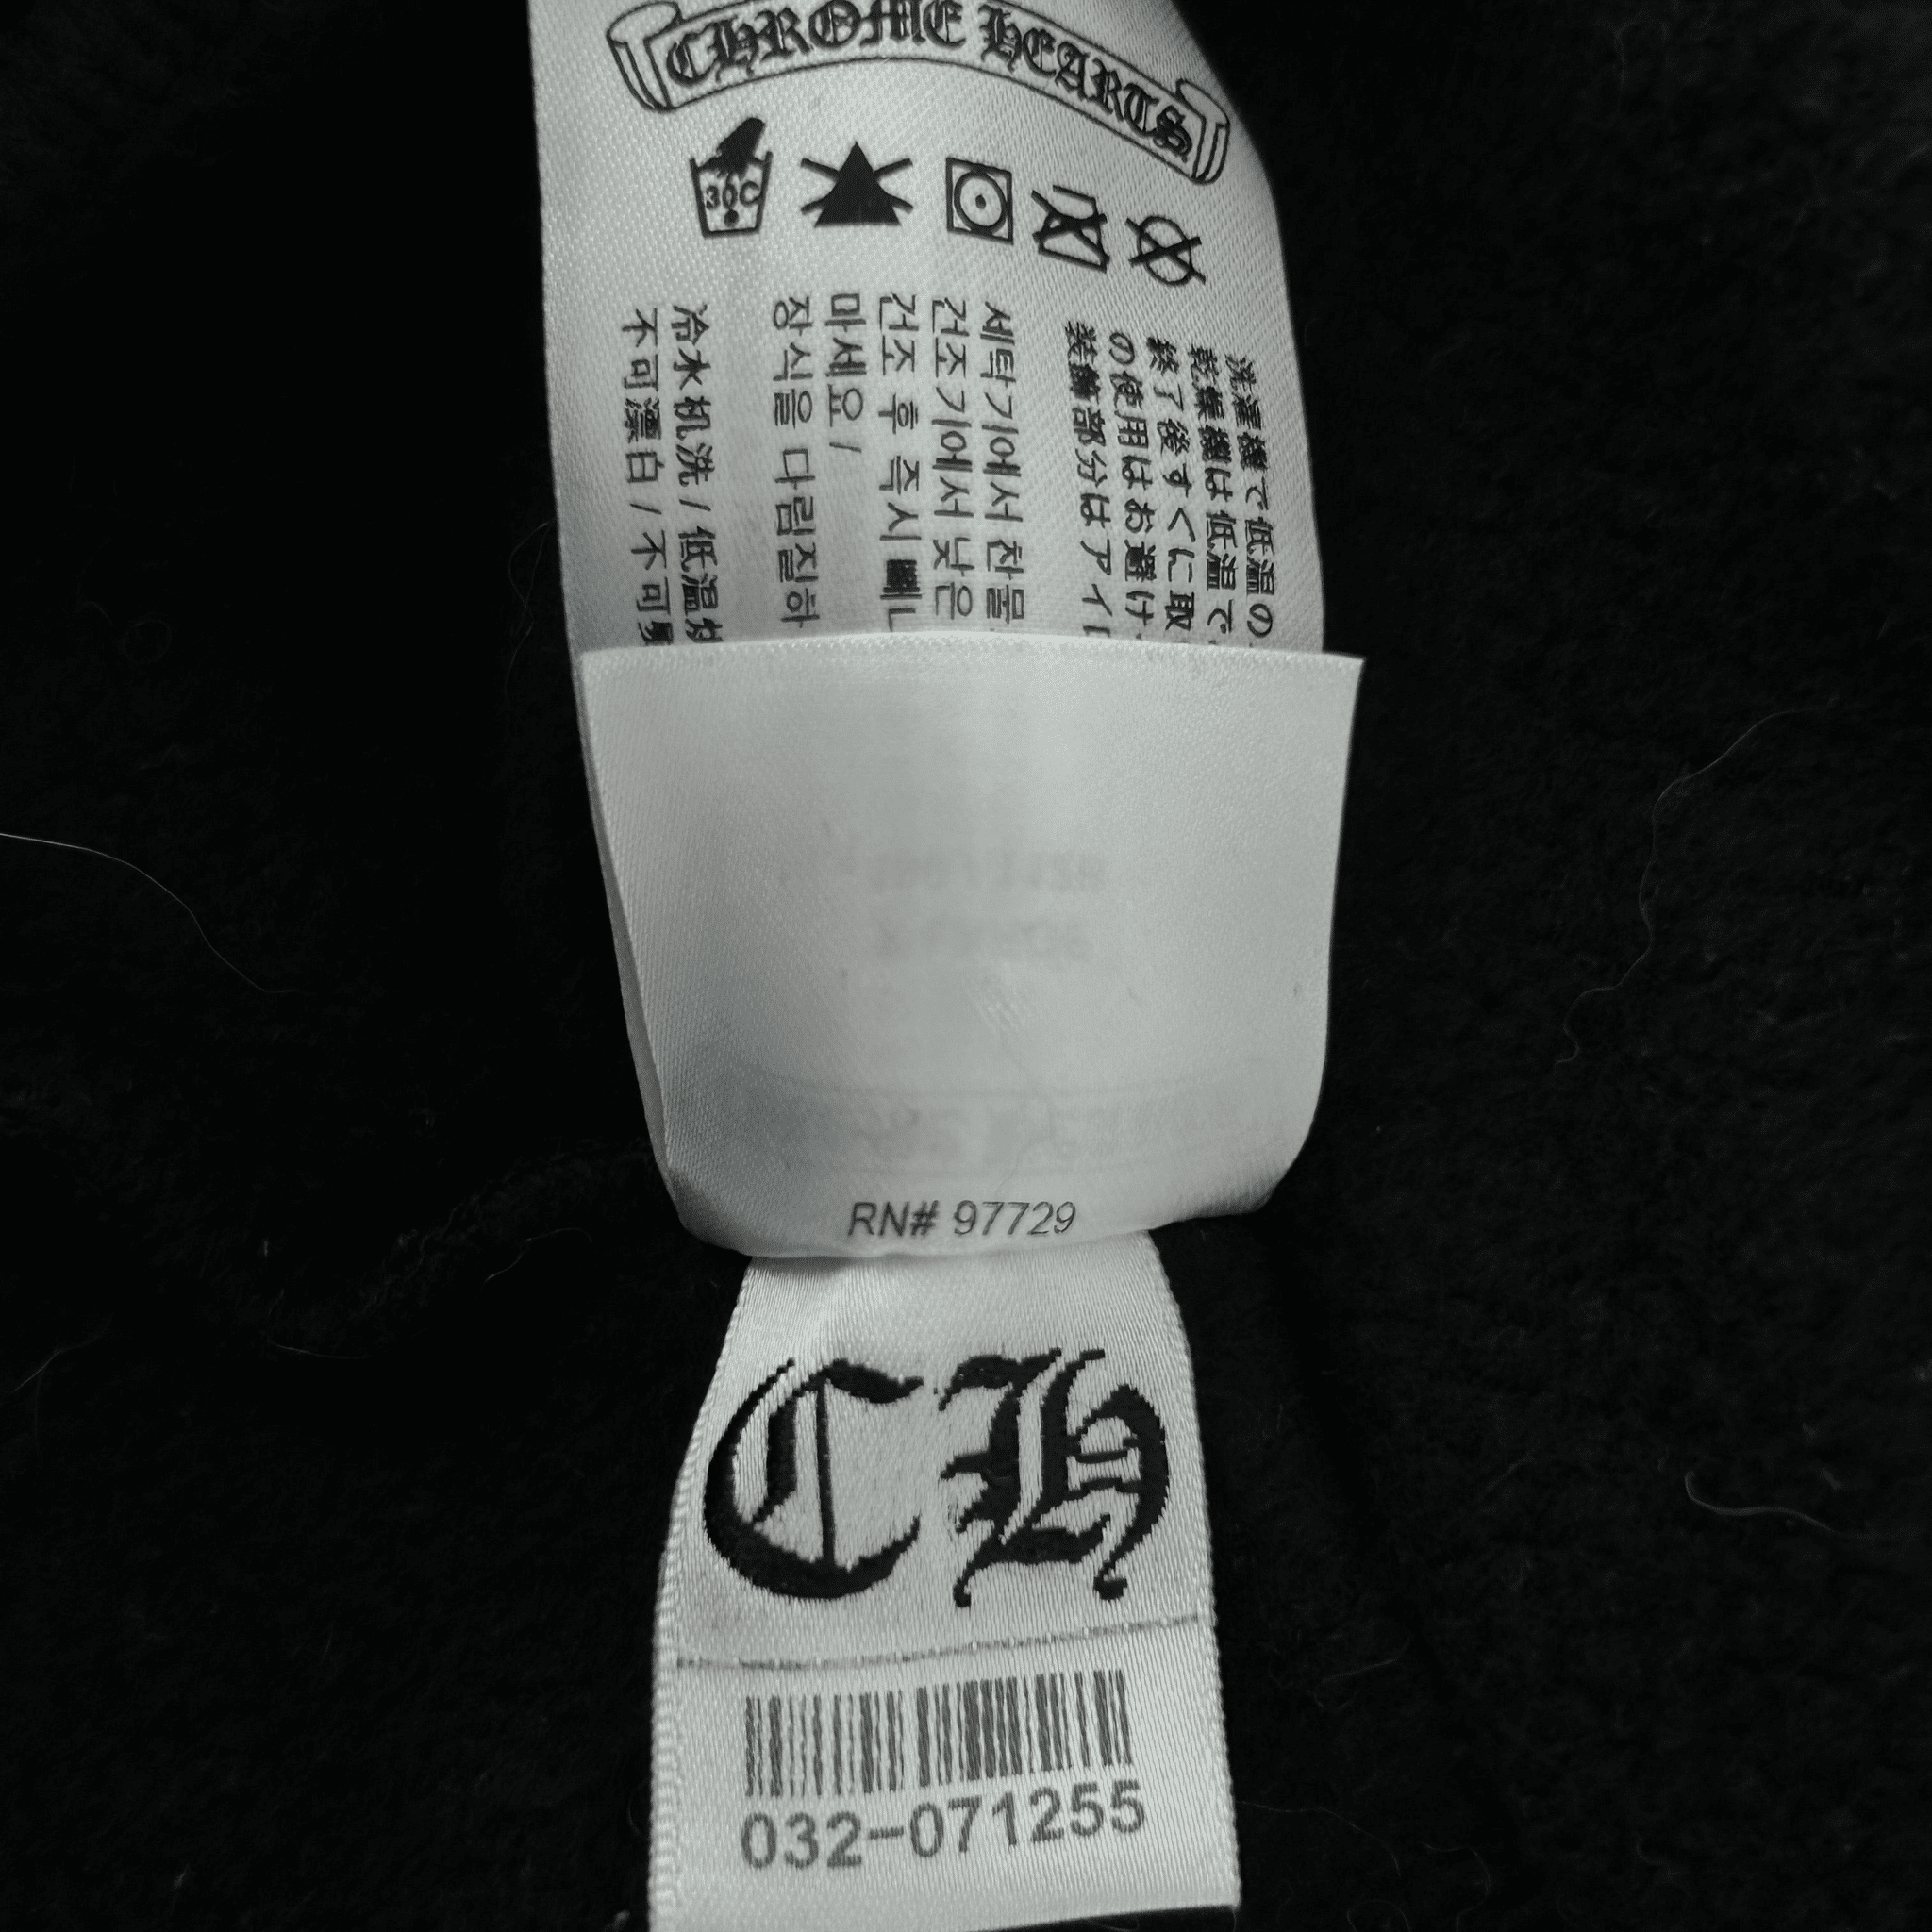 CHROME HEARTS
30C
洗濯機で低温の
乾燥機は低温で
終了後すぐに取
の使用はお避け
装飾部分はアイロ
세탁기에서 찬물
건조기에서 낮은
건조 후 즉시 빼
마세요 /
장식을 다림질하
冷水机洗 / 低温
不可漂白 / 不可
RN# 97729
CH
032-071255